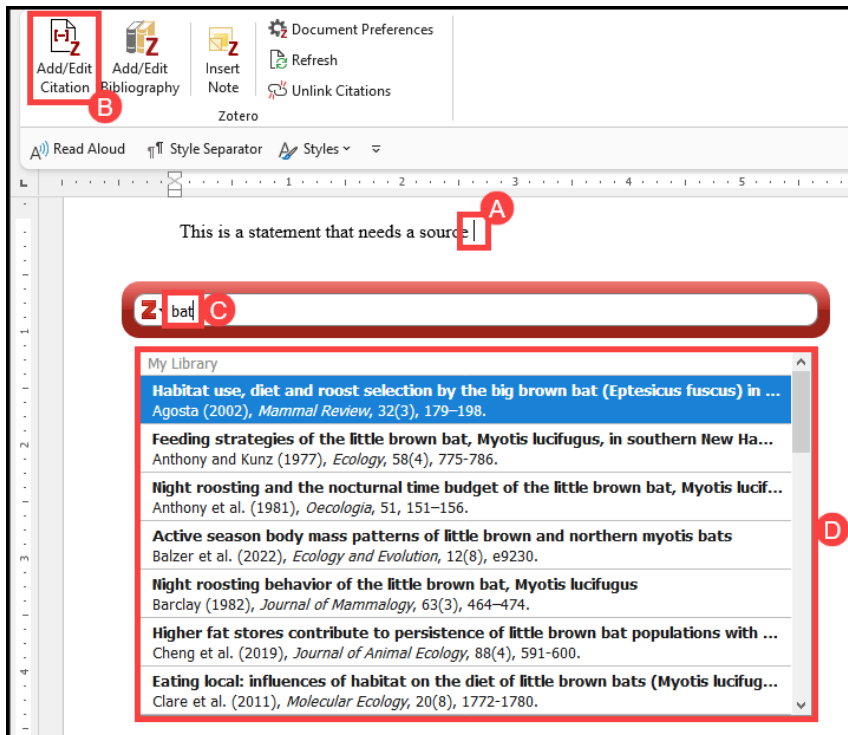 Add/Edit
Citation
Add/Edit
Bibliography
Insert
Note
Document Preferences
Refresh
Unlink Citations
Zotero
B
Read Aloud
Style Separator
Styles
1 2 3 4 5
A
This is a statement that needs a source
Z bat C
My Library
Habitat use, diet and roost selection by the big brown bat (Eptesicus fuscus) in ...
Agosta (2002), Mammal Review, 32(3), 179–198.
Feeding strategies of the little brown bat, Myotis lucifugus, in southern New Ha...
Anthony and Kunz (1977), Ecology, 58(4), 775-786.
Night roosting and the nocturnal time budget of the little brown bat, Myotis lucif...
Anthony et al. (1981), Oecologia, 51, 151–156.
D
Active season body mass patterns of little brown and northern myotis bats
Balzer et al. (2022), Ecology and Evolution, 12(8), e9230.
Night roosting behavior of the little brown bat, Myotis lucifugus
Barclay (1982), Journal of Mammalogy, 63(3), 464–474.
Higher fat stores contribute to persistence of little brown bat populations with ...
Cheng et al. (2019), Journal of Animal Ecology, 88(4), 591-600.
Eating local: influences of habitat on the diet of little brown bats (Myotis lucifug...
Clare et al. (2011), Molecular Ecology, 20(8), 1772-1780.
1
2
3
4